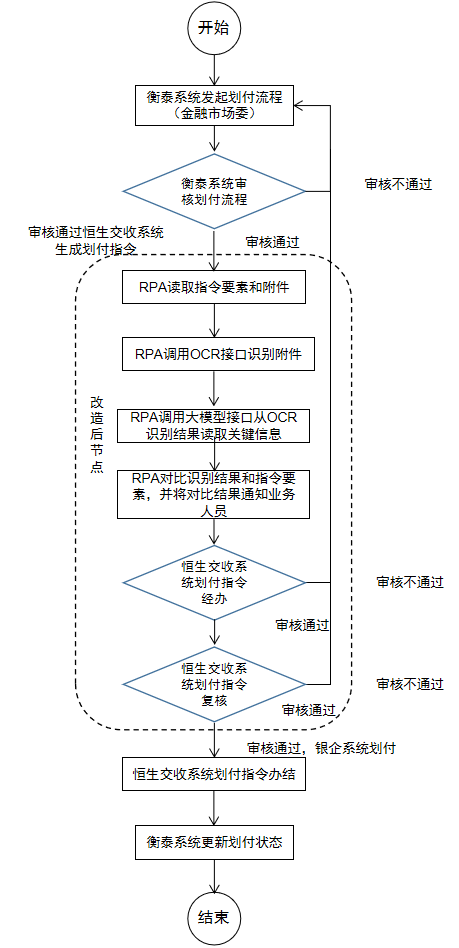 开始
衡泰系统发起划付流程
（金融市场委）
衡泰系统审
核划付流程
审核不通过
审核通过恒生交收系统
生成划付指令
审核通过
RPA读取指令要素和附件
RPA调用OCR接口识别附件
改
造
后
节
点
RPA调用大模型接口从OCR
识别结果读取关键信息
RPA对比识别结果和指令要
素，并将对比结果通知业务
人员
恒生交收系
统划付指令
经办
审核不通过
审核通过
恒生交收系
统划付指令
复核
审核不通过
审核通过
审核通过，银企系统划付
恒生交收系统划付指令办结
衡泰系统更新划付状态
结束